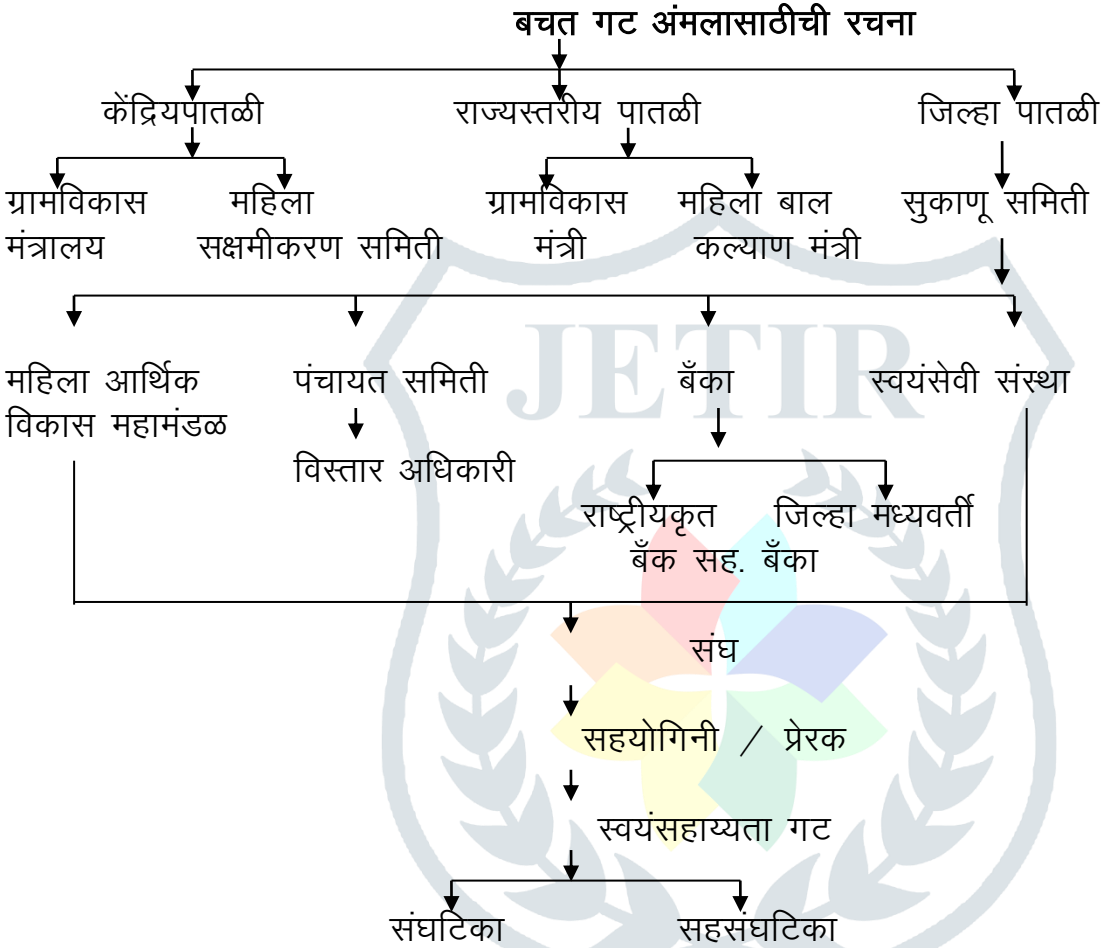 बचत गट अंमलासाठीची रचना
केंद्रियपातळी राज्यस्तरीय पातळी जिल्हा पातळी
ग्रामविकास महिला ग्रामविकास महिला बाल सुकाणू समिती
मंत्रालय सक्षमीकरण समिती मंत्री कल्याण मंत्री
JETIR
महिला आर्थिक पंचायत समिती बँका स्वयंसेवी संस्था
विकास महामंडळ
विस्तार अधिकारी
राष्ट्रीयकृत जिल्हा मध्यवर्ती
बँक सह. बँका
संघ
सहयोगिनी / प्रेरक
स्वयंसहाय्यता गट
संघटिका सहसंघटिका